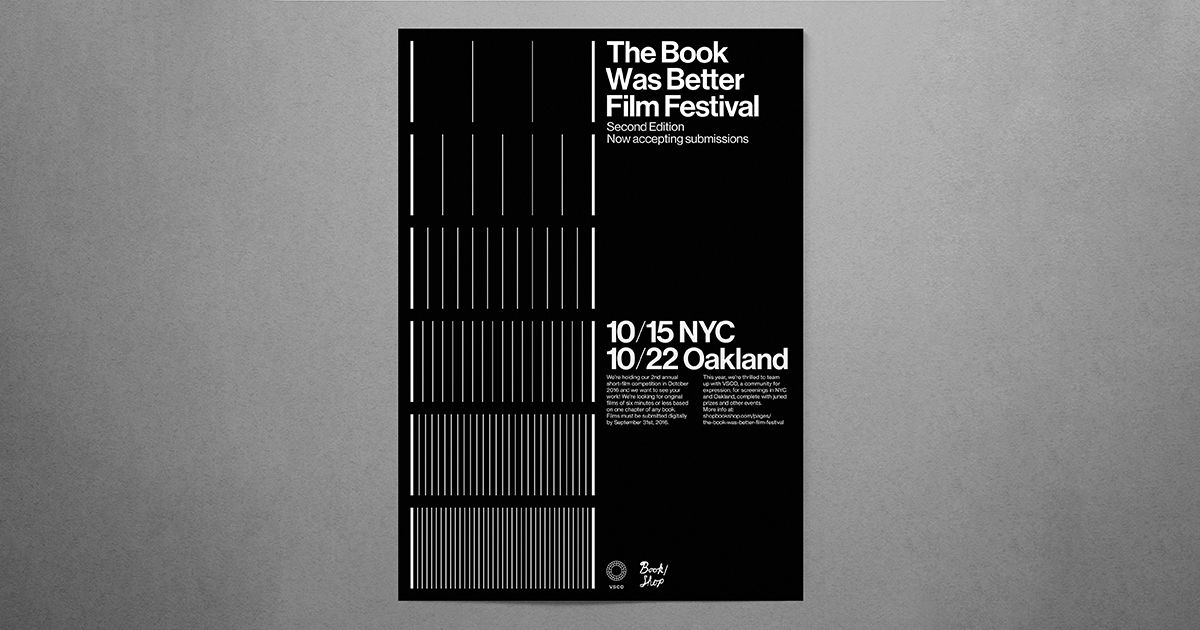 The Book
Was Better
Film Festival
Second Edition
Now accepting submissions
10/15 NYC
10/22 Oakland
We're holding our 2nd annual
short-film competition in October
2016 and we want to see your
work! We're looking for original
films of six minutes or less based
on one chapter of any book.
Films must be submitted digitally
by September 31st, 2016.
This year, we're thrilled to team
up with VSCO, a community for
expression, for screenings in NYC
and Oakland, complete with juried
prizes and other events.
More info at:
shopbookshop.com/pages/
the-book-was-better-film-festival
VSCO
Book/
Shop